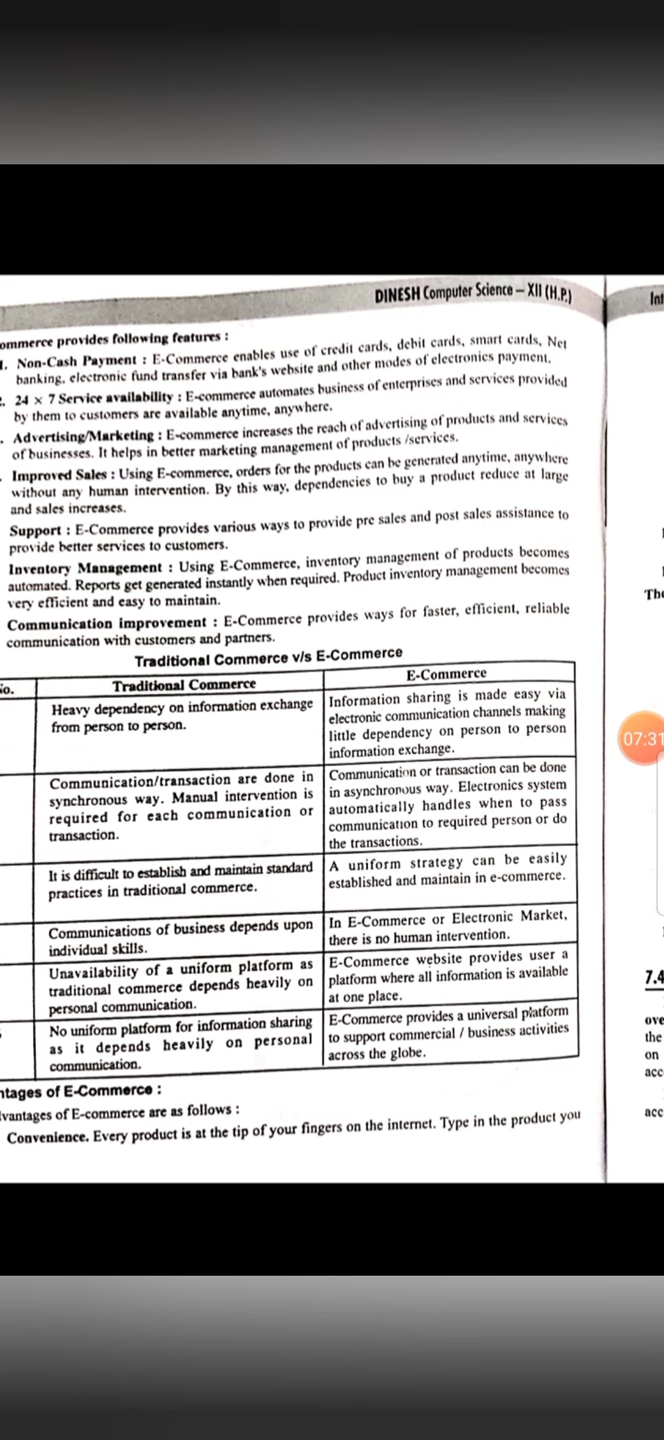 DINESH Computer Science – XII (H.P.)
ommerce provides following features :
1. Non-Cash Payment : E-Commerce enables use of credit cards, debit cards, smart cards, Net
banking, electronic fund transfer via bank's website and other modes of electronics payment.
2. 24 × 7 Service availability : E-commerce automates business of enterprises and services provided
by them to customers are available anytime, anywhere.
Advertising/Marketing : E-commerce increases the reach of advertising of products and services
of businesses. It helps in better marketing management of products /services.
Improved Sales : Using E-commerce, orders for the products can be generated anytime, anywhere
without any human intervention. By this way, dependencies to buy a product reduce at large
and sales increases.
Support : E-Commerce provides various ways to provide pre sales and post sales assistance to
provide better services to customers.
Inventory Management : Using E-Commerce, inventory management of products becomes
automated. Reports get generated instantly when required. Product inventory management becomes
very efficient and easy to maintain.
Communication improvement : E-Commerce provides ways for faster, efficient, reliable
communication with customers and partners.
Traditional Commerce v/s E-Commerce
No. Traditional Commerce E-Commerce
Heavy dependency on information exchange
from person to person.
Information sharing is made easy via
electronic communication channels making
little dependency on person to person
information exchange.
Communication/transaction are done in
synchronous way. Manual intervention is
required for each communication or
transaction.
Communication or transaction can be done
in asynchronous way. Electronics system
automatically handles when to pass
communication to required person or do
the transactions.
It is difficult to establish and maintain standard
practices in traditional commerce.
A uniform strategy can be easily
established and maintain in e-commerce.
Communications of business depends upon
individual skills.
In E-Commerce or Electronic Market,
there is no human intervention.
Unavailability of a uniform platform as
traditional commerce depends heavily on
personal communication.
E-Commerce website provides user a
platform where all information is available
at one place.
No uniform platform for information sharing
as it depends heavily on personal
communication.
E-Commerce provides a universal platform
to support commercial / business activities
across the globe.
ntages of E-Commerce :
dvantages of E-commerce are as follows :
Convenience. Every product is at the tip of your fingers on the internet. Type in the product you
Int
The
07:31
7.4
ove
the
on
acc
acc